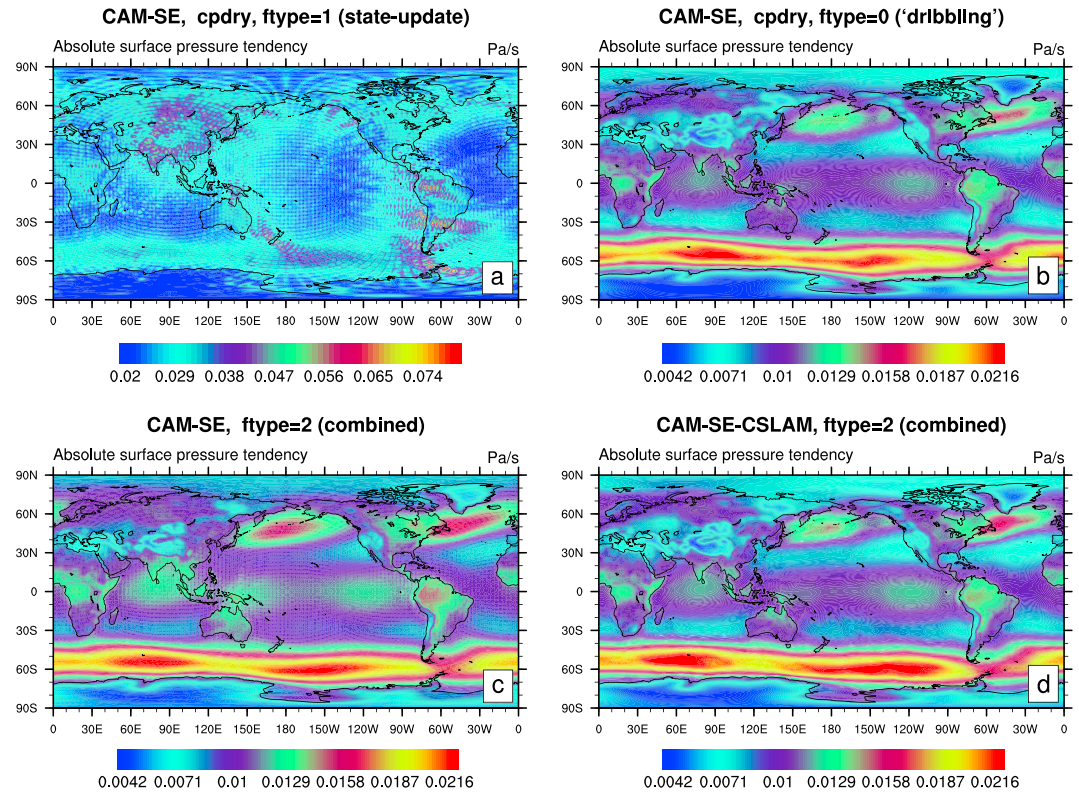 CAM-SE, cpdry, ftype=1 (state-update)
Absolute surface pressure tendency Pa/s
90N
60N
30N
0
30S
60S
90S
a
0 30E 60E 90E 120E 150E 180 150W 120W 90W 60W 30W 0
0.02 0.029 0.038 0.047 0.056 0.065 0.074
CAM-SE, cpdry, ftype=0 (‘drIbblIng’)
Absolute surface pressure tendency Pa/s
90N
60N
30N
0
30S
60S
90S
b
0 30E 60E 90E 120E 150E 180 150W 120W 90W 60W 30W 0
0.0042 0.0071 0.01 0.0129 0.0158 0.0187 0.0216
CAM-SE, ftype=2 (combined)
Absolute surface pressure tendency Pa/s
90N
60N
30N
0
30S
60S
90S
c
0 30E 60E 90E 120E 150E 180 150W 120W 90W 60W 30W 0
0.0042 0.0071 0.01 0.0129 0.0158 0.0187 0.0216
CAM-SE-CSLAM, ftype=2 (combined)
Absolute surface pressure tendency Pa/s
90N
60N
30N
0
30S
60S
90S
d
0 30E 60E 90E 120E 150E 180 150W 120W 90W 60W 30W 0
0.0042 0.0071 0.01 0.0129 0.0158 0.0187 0.0216